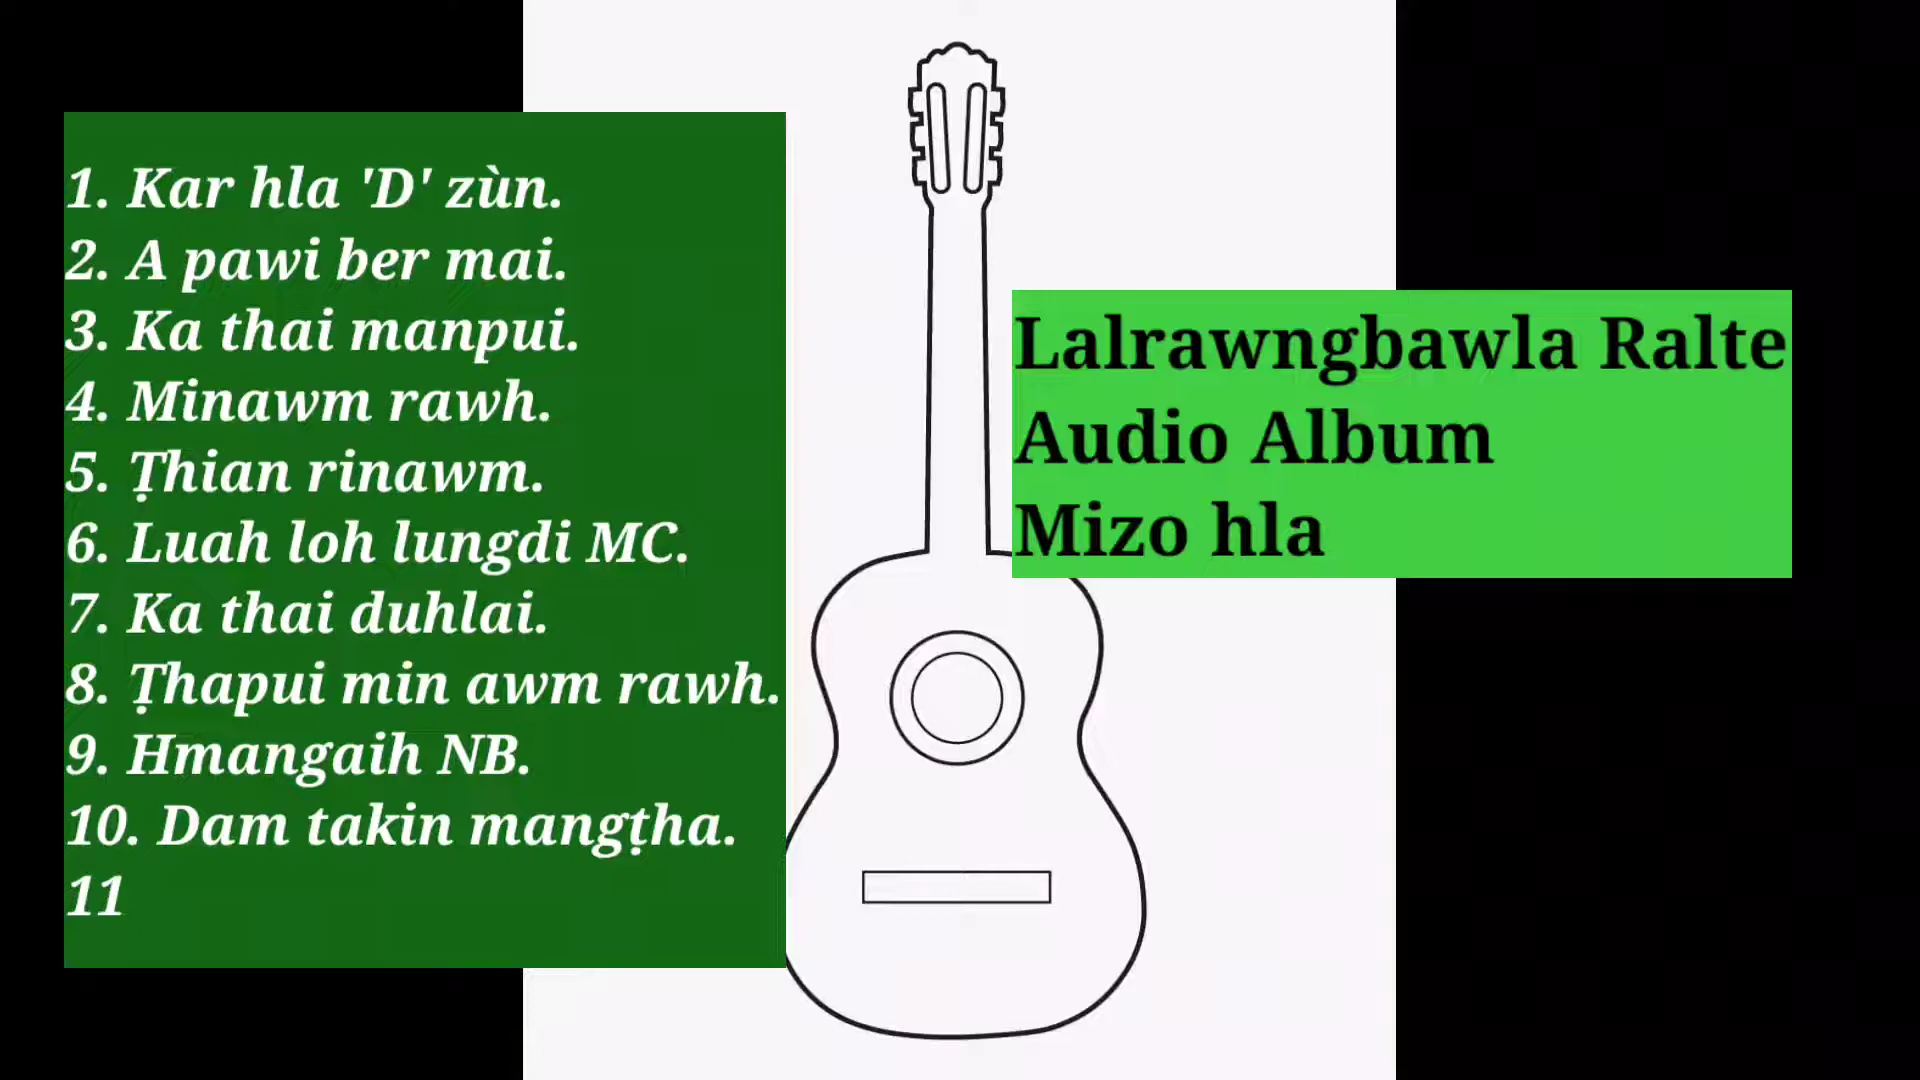 1. Kar hla 'D' zùn.
2. A pawi ber mai.
3. Ka thai manpui.
4. Minawm rawh.
5. Ṭhian rinawm.
6. Luah loh lungdi MC.
7. Ka thai duhlai.
8. Ṭhapui min awm rawh.
9. Hmangaih NB.
10. Dam takin mangṭha.
11
Lalrawngbawla Ralte
Audio Album
Mizo hla